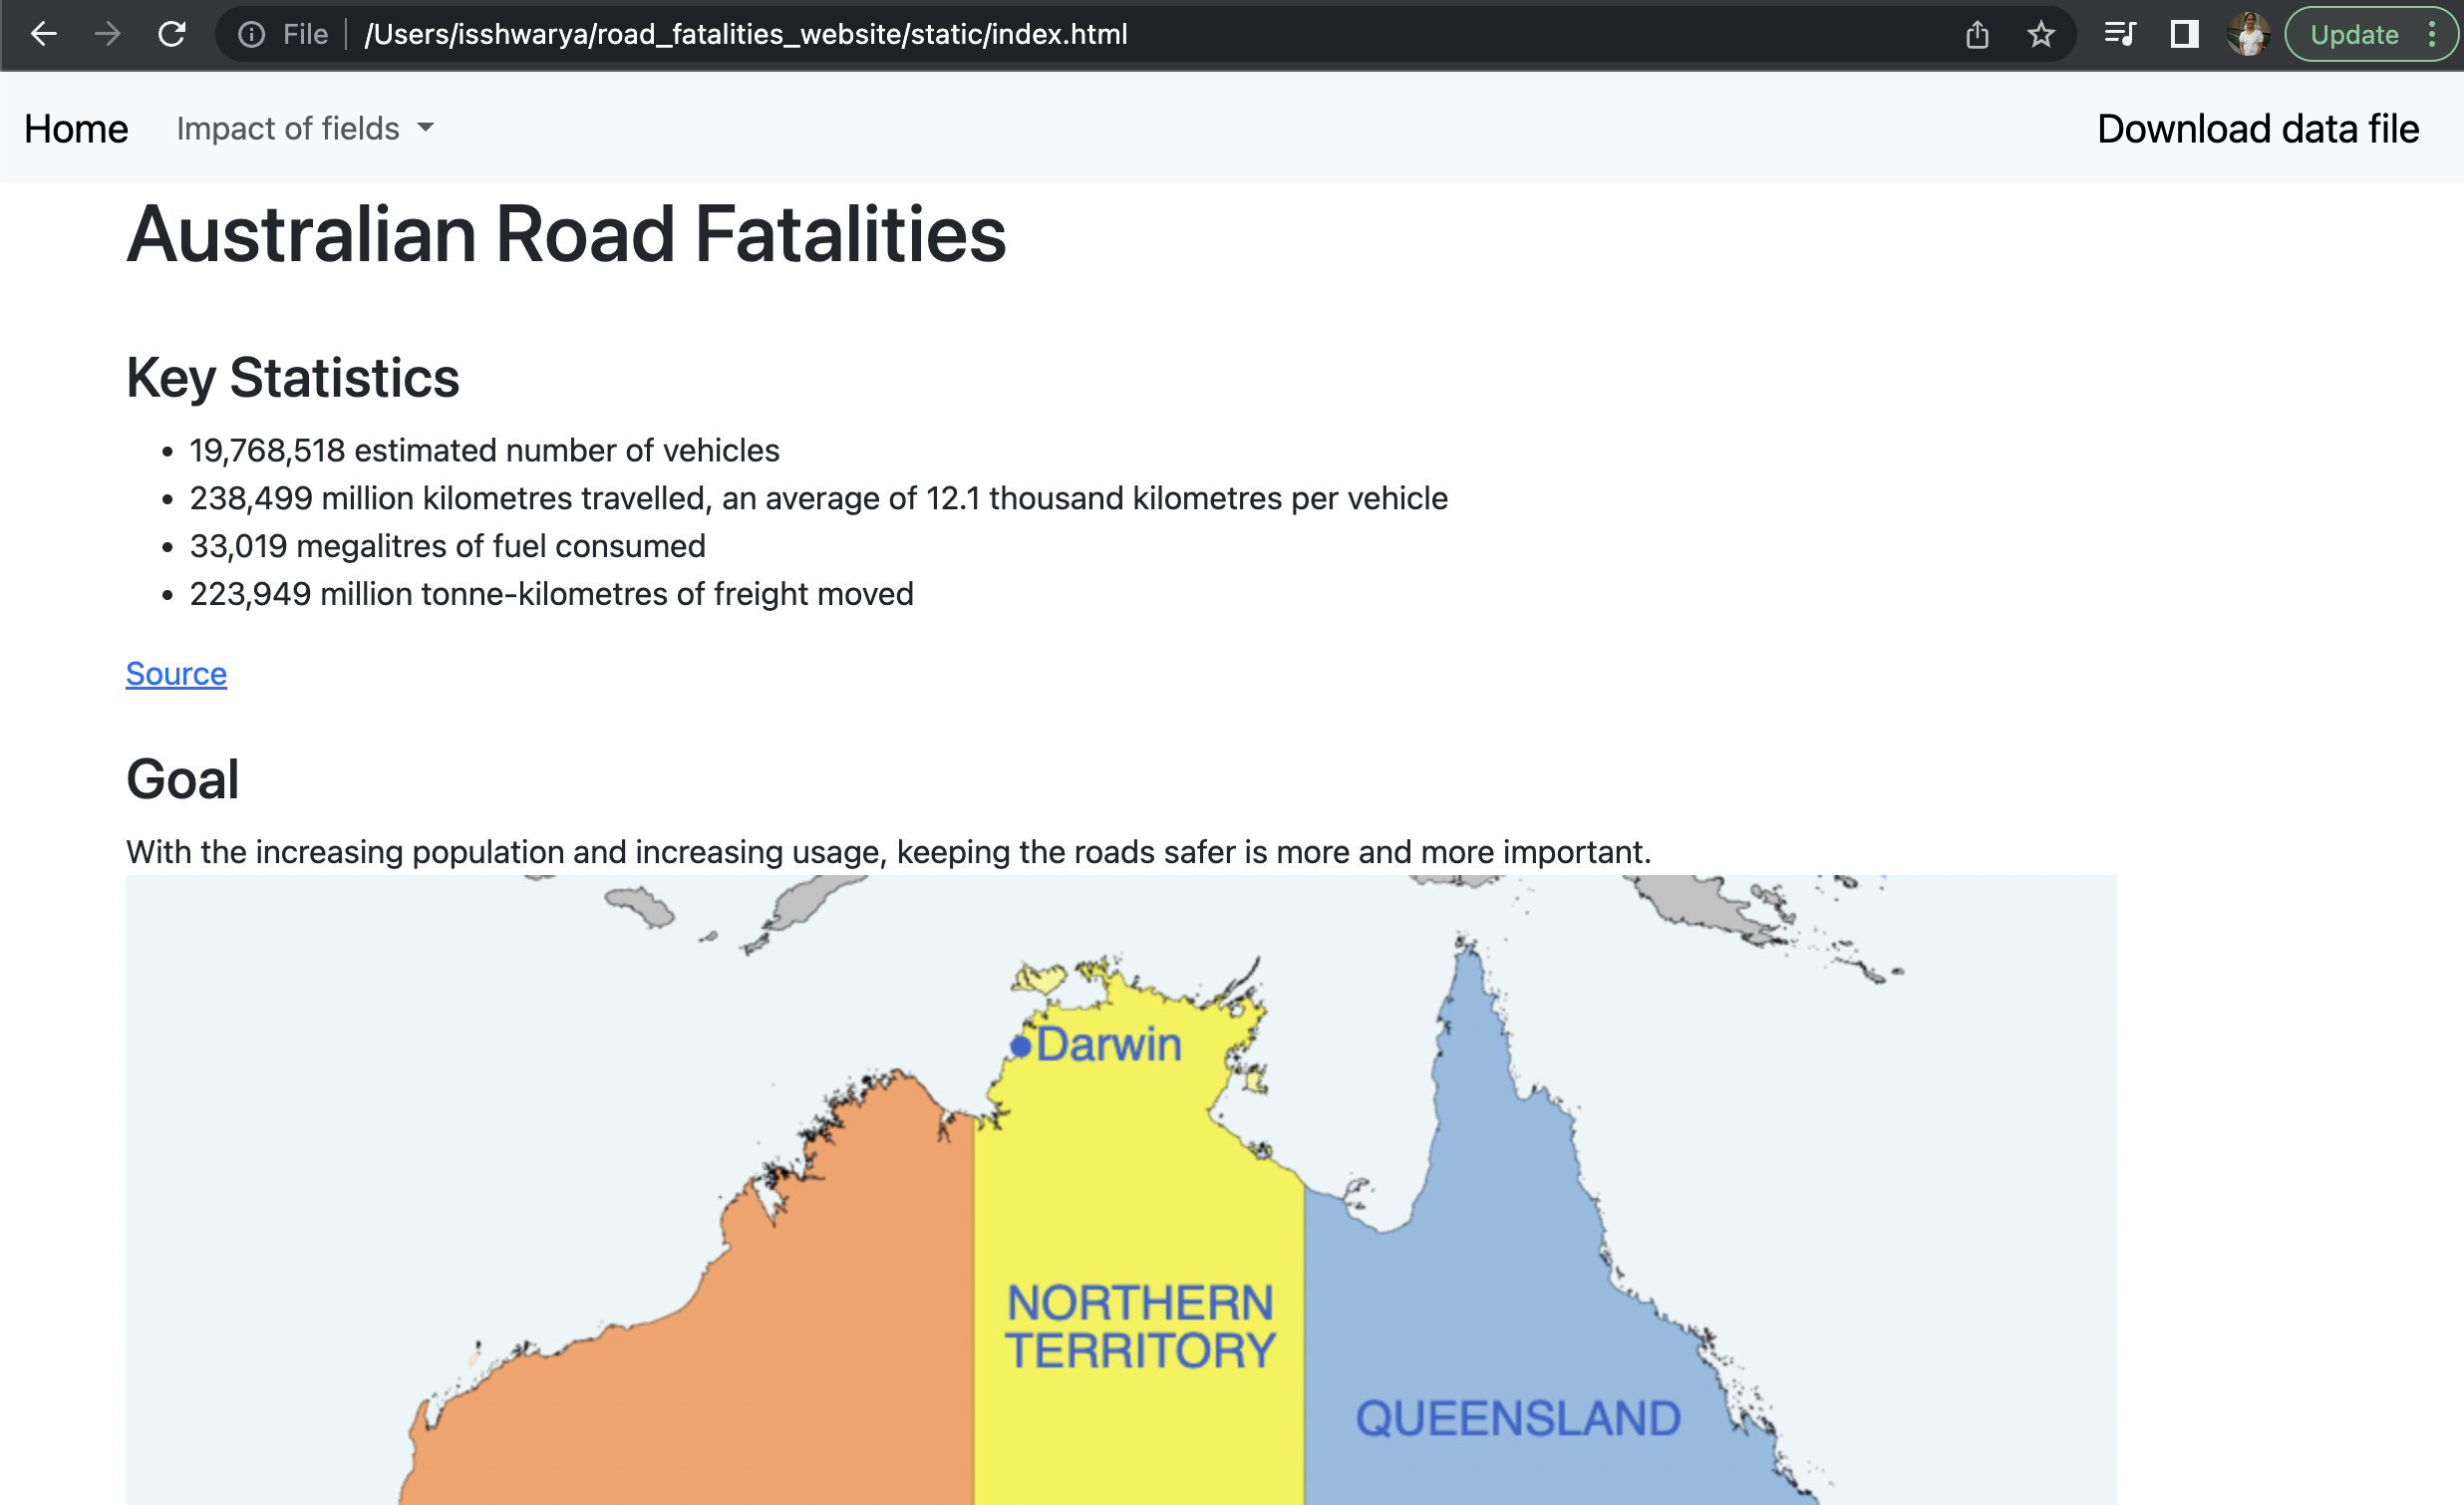 File /Users/isshwarya/road_fatalities_website/static/index.html Update
Home Impact of fields Download data file
Australian Road Fatalities
Key Statistics
19,768,518 estimated number of vehicles
238,499 million kilometres travelled, an average of 12.1 thousand kilometres per vehicle
33,019 megalitres of fuel consumed
223,949 million tonne-kilometres of freight moved
Source
Goal
With the increasing population and increasing usage, keeping the roads safer is more and more important.
Darwin
NORTHERN
TERRITORY
QUEENSLAND